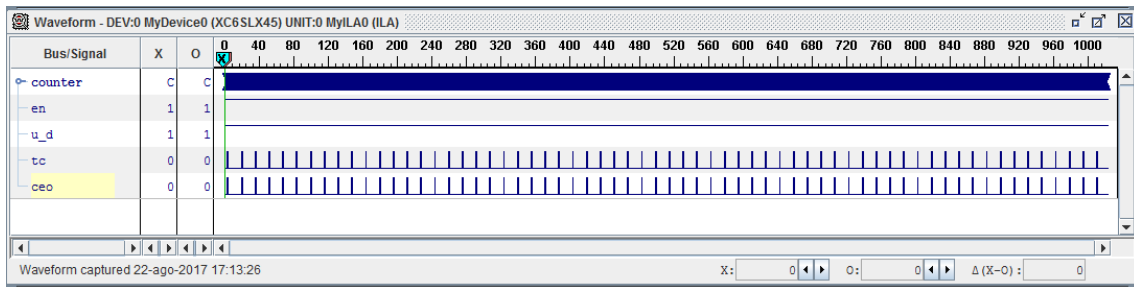 Waveform - DEV:0 MyDevice0 (XC6SLX45) UNIT:0 MyILA0 (ILA)
Bus/Signal X O 0 40 80 120 160 200 240 280 320 360 400 440 480 520 560 600 640 680 720 760 800 840 880 920 960 1000
X
counter C C
en 1 1
u_d 1 1
tc 0 0
ceo 0 0
Waveform captured 22-ago-2017 17:13:26 X: 0 O: 0 Δ (X-O) : 0